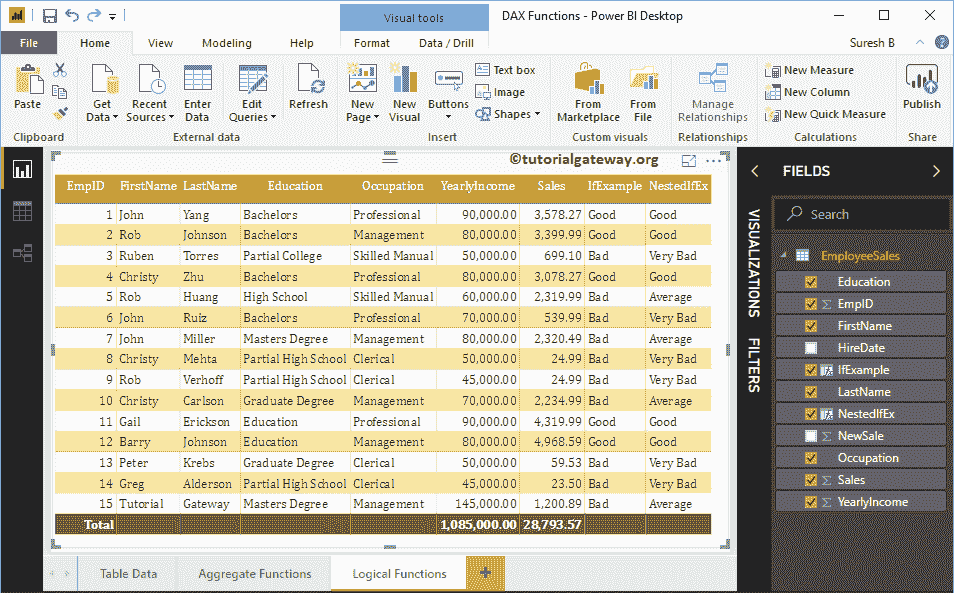 DAX Functions - Power BI Desktop
Visual tools
File Home View Modeling Help Format Data / Drill Suresh B
Paste Get Data Recent Sources Enter Data Edit Queries Refresh New Page New Visual Buttons Text box Image Shapes From Marketplace From File Manage Relationships New Measure New Column New Quick Measure Publish
Clipboard External data Insert Custom visuals Relationships Calculations Share
©tutorialgateway.org
EmpID FirstName LastName Education Occupation YearlyIncome Sales IfExample NestedIfEx
1 John Yang Bachelors Professional 90,000.00 3,578.27 Good Good
2 Rob Johnson Bachelors Management 80,000.00 3,399.99 Good Good
3 Ruben Torres Partial College Skilled Manual 50,000.00 699.10 Bad Very Bad
4 Christy Zhu Bachelors Professional 80,000.00 3,078.27 Good Good
5 Rob Huang High School Skilled Manual 60,000.00 2,319.99 Bad Average
6 John Ruiz Bachelors Professional 70,000.00 539.99 Bad Very Bad
7 John Miller Masters Degree Management 80,000.00 2,320.49 Bad Average
8 Christy Mehta Partial High School Clerical 50,000.00 24.99 Bad Very Bad
9 Rob Verhoff Partial High School Clerical 45,000.00 24.99 Bad Very Bad
10 Christy Carlson Graduate Degree Management 70,000.00 2,234.99 Bad Average
11 Gail Erickson Education Professional 90,000.00 4,319.99 Good Good
12 Barry Johnson Education Management 80,000.00 4,968.59 Good Good
13 Peter Krebs Graduate Degree Clerical 50,000.00 59.53 Bad Very Bad
14 Greg Alderson Partial High School Clerical 45,000.00 23.50 Bad Very Bad
15 Tutorial Gateway Masters Degree Management 145,000.00 1,200.89 Bad Average
Total 1,085,000.00 28,793.57
VISUALIZATIONS
FILTERS
FIELDS
Search
EmployeeSales
Education
EmpID
FirstName
HireDate
IfExample
LastName
NestedIfEx
NewSale
Occupation
Sales
YearlyIncome
Table Data Aggregate Functions Logical Functions